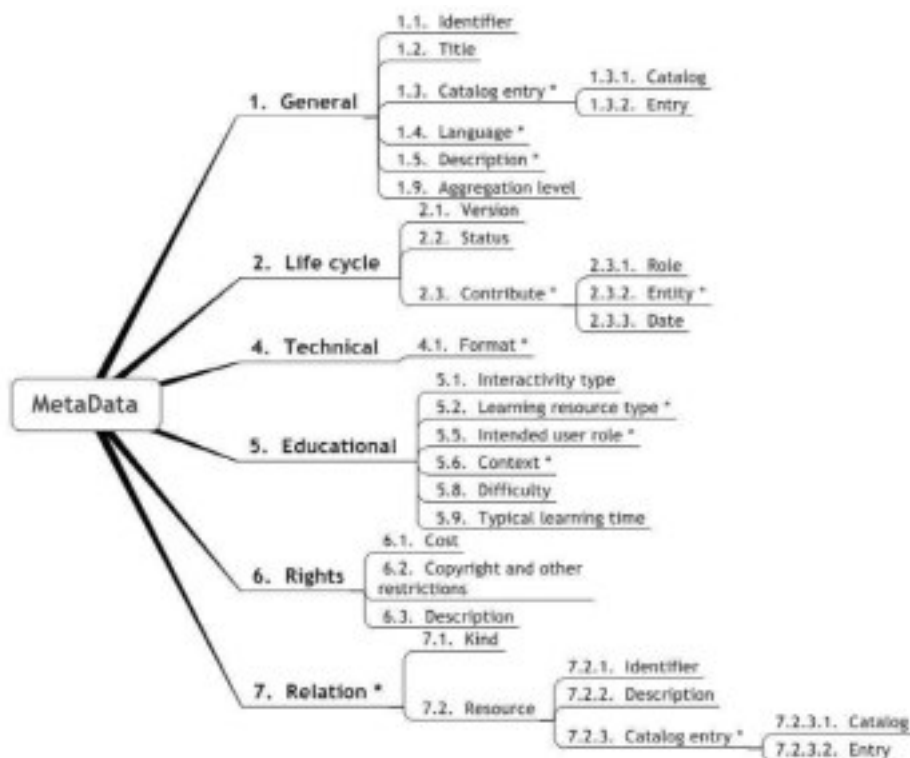 MetaData
1. General
1.1. Identifier
1.2. Title
1.3. Catalog entry *
1.3.1. Catalog
1.3.2. Entry
1.4. Language *
1.5. Description *
1.9. Aggregation level
2. Life cycle
2.1. Version
2.2. Status
2.3. Contribute *
2.3.1. Role
2.3.2. Entity *
2.3.3. Date
4. Technical
4.1. Format *
5. Educational
5.1. Interactivity type
5.2. Learning resource type *
5.5. Intended user role *
5.6. Context *
5.8. Difficulty
5.9. Typical learning time
6. Rights
6.1. Cost
6.2. Copyright and other
restrictions
6.3. Description
7. Relation *
7.1. Kind
7.2. Resource
7.2.1. Identifier
7.2.2. Description
7.2.3. Catalog entry *
7.2.3.1. Catalog
7.2.3.2. Entry